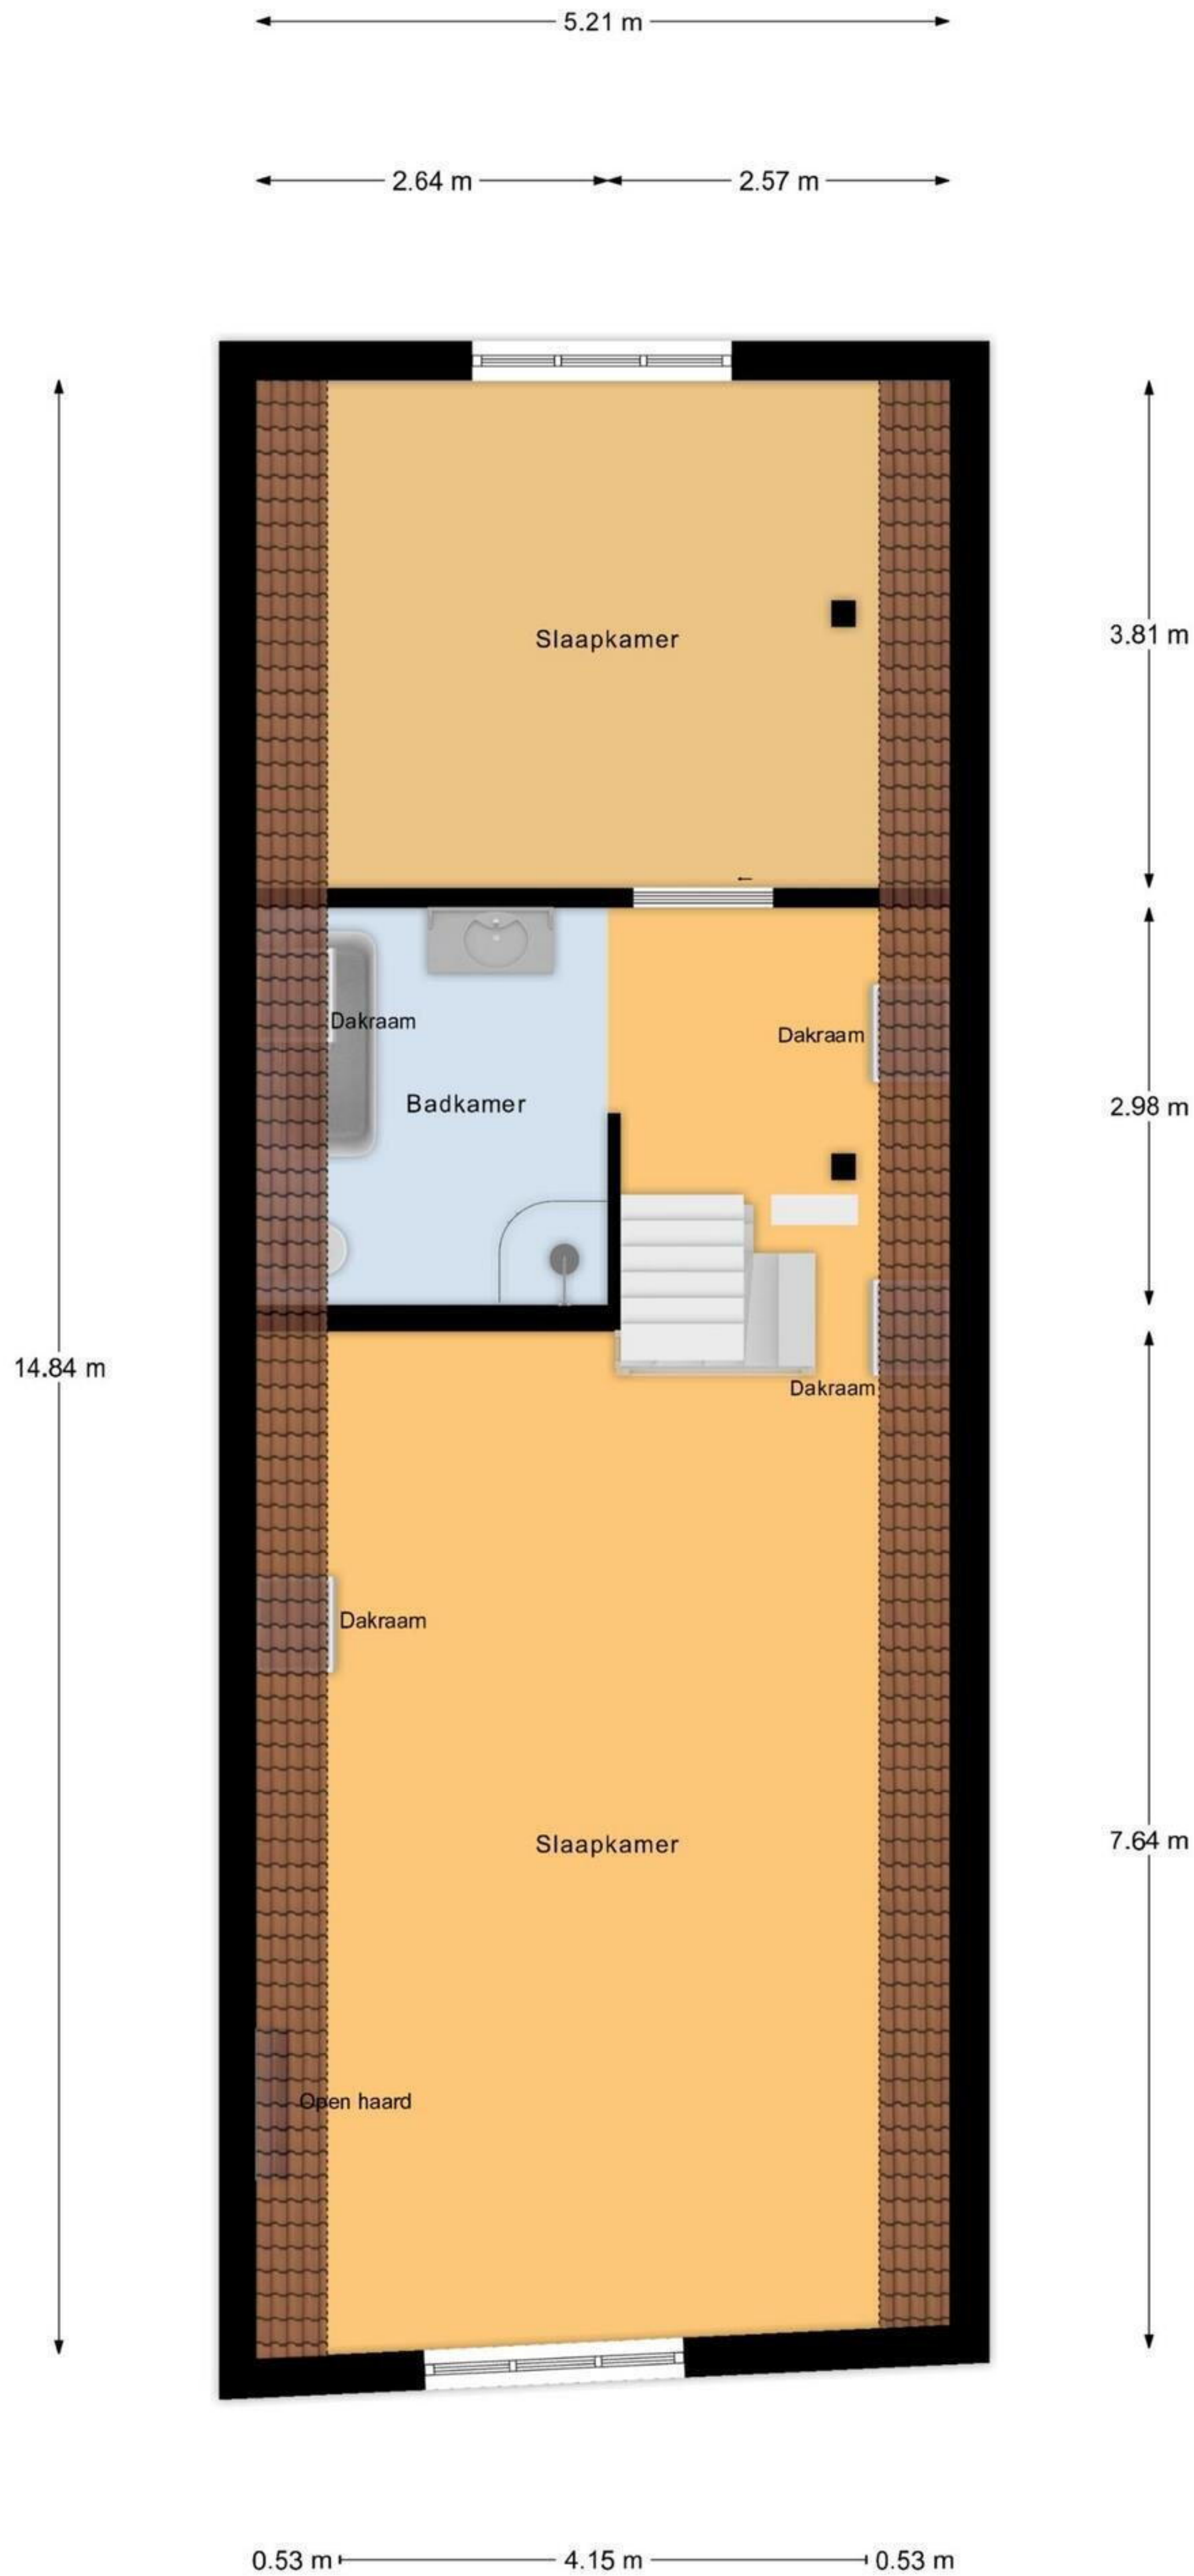 5.21 m
2.64 m
2.57 m
Slaapkamer
3.81 m
Dakraam
Dakraam
Badkamer
2.98 m
14.84 m
Dakraam
Dakraam
Slaapkamer
7.64 m
Open haard
0.53 m
4.15 m
0.53 m